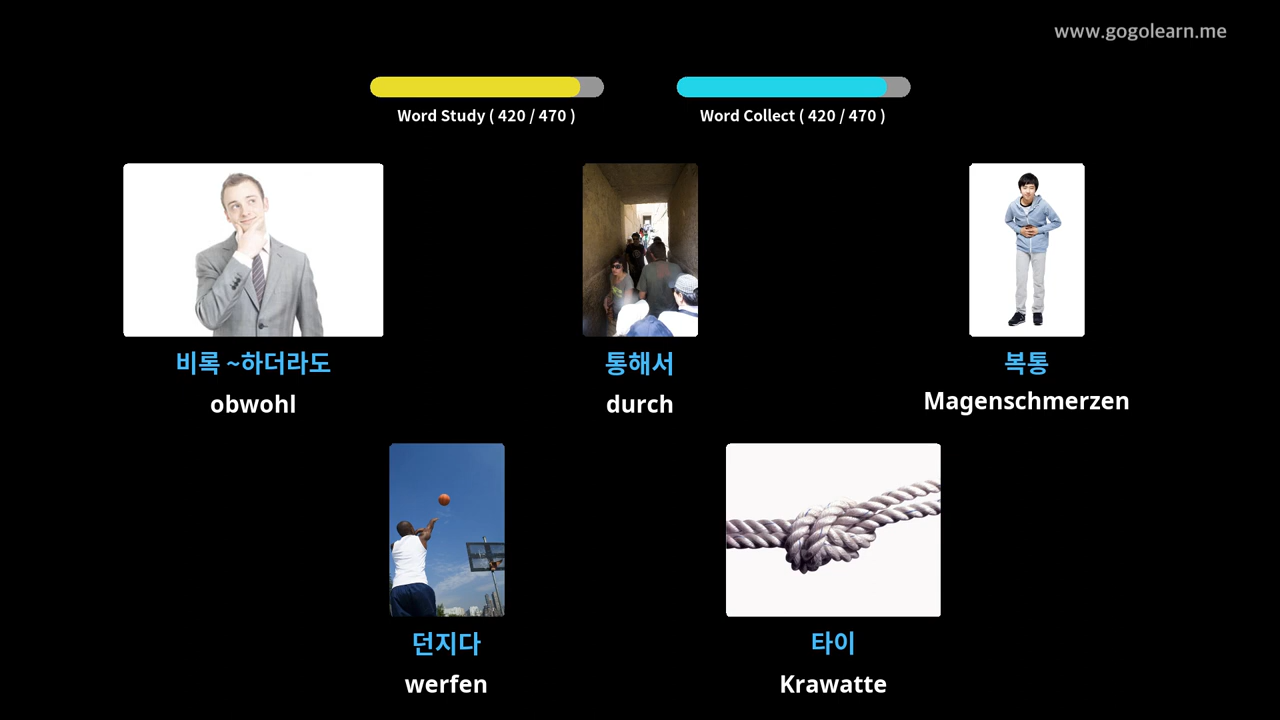 www.gogolearn.me
Word Study ( 420 / 470 )
Word Collect ( 420 / 470 )
비록 ~하더라도
obwohl
통해서
durch
복통
Magenschmerzen
던지다
werfen
타이
Krawatte